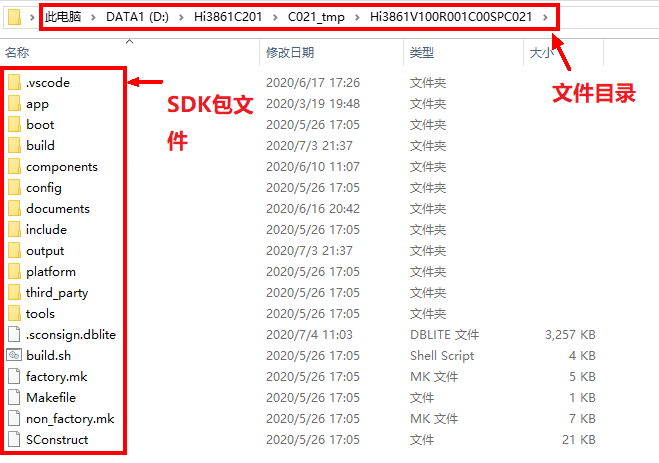 此电脑 > DATA1 (D:) > Hi3861C201 > C021_tmp > Hi3861V100R001C00SPC021 >
名称 修改日期 类型 大小
文件目录
.vscode 2020/6/17 17:26 文件夹
SDK包文件
app 2020/3/19 19:48 文件夹
boot 2020/5/26 17:05 文件夹
build 2020/7/3 21:37 文件夹
components 2020/6/10 11:07 文件夹
config 2020/5/26 17:05 文件夹
documents 2020/6/16 20:42 文件夹
include 2020/5/26 17:05 文件夹
output 2020/7/3 21:37 文件夹
platform 2020/5/26 17:05 文件夹
third_party 2020/5/26 17:05 文件夹
tools 2020/5/26 17:05 文件夹
.sconsign.dblite 2020/7/4 11:03 DBLITE 文件 3,257 KB
build.sh 2020/5/26 17:05 Shell Script 4 KB
factory.mk 2020/5/26 17:05 MK 文件 5 KB
Makefile 2020/5/26 17:05 文件 1 KB
non_factory.mk 2020/5/26 17:05 MK 文件 7 KB
SConstruct 2020/5/26 17:05 文件 21 KB